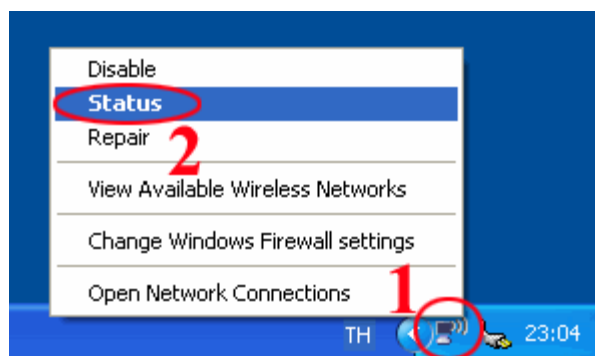 Disable
Status
Repair
2
View Available Wireless Networks
Change Windows Firewall settings
Open Network Connections
1
TH 23:04